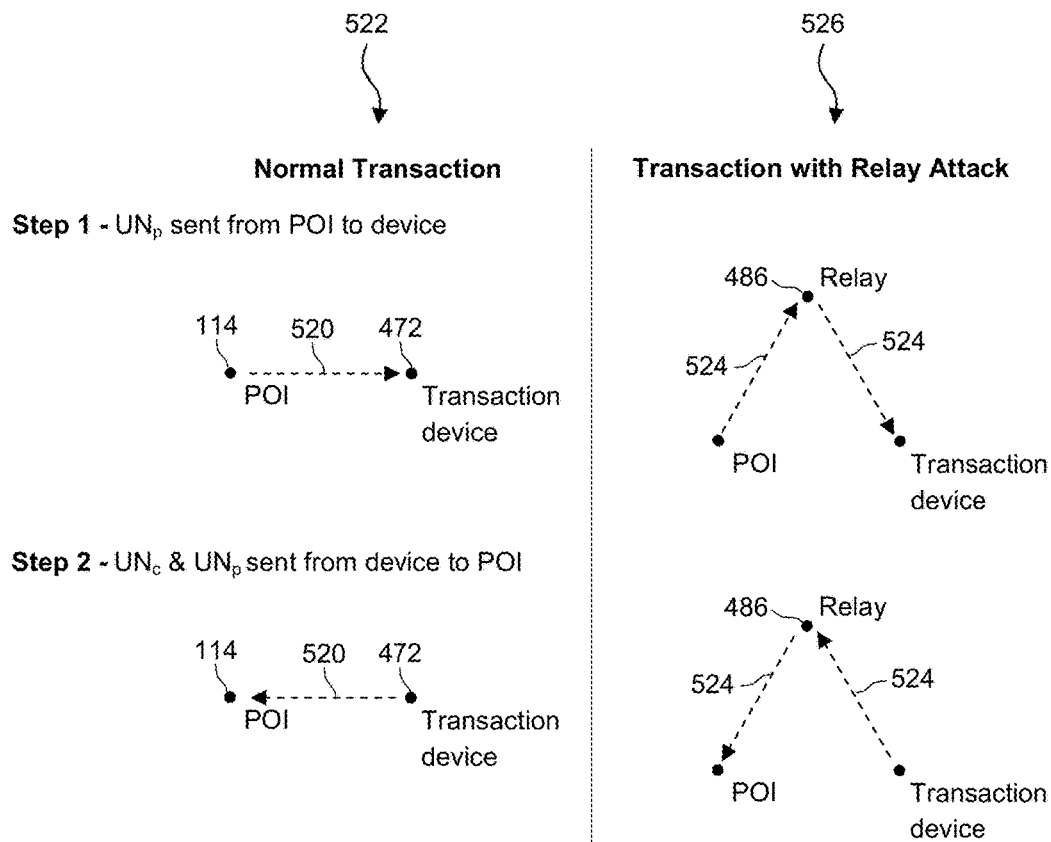 522
526
Normal Transaction
Transaction with Relay Attack
Step 1 - UNp sent from POI to device
486
Relay
114
520
472
524
524
POI
Transaction
device
POI
Transaction
device
Step 2 - UNc & UNp sent from device to POI
486
Relay
114
520
472
524
524
POI
Transaction
device
POI
Transaction
device